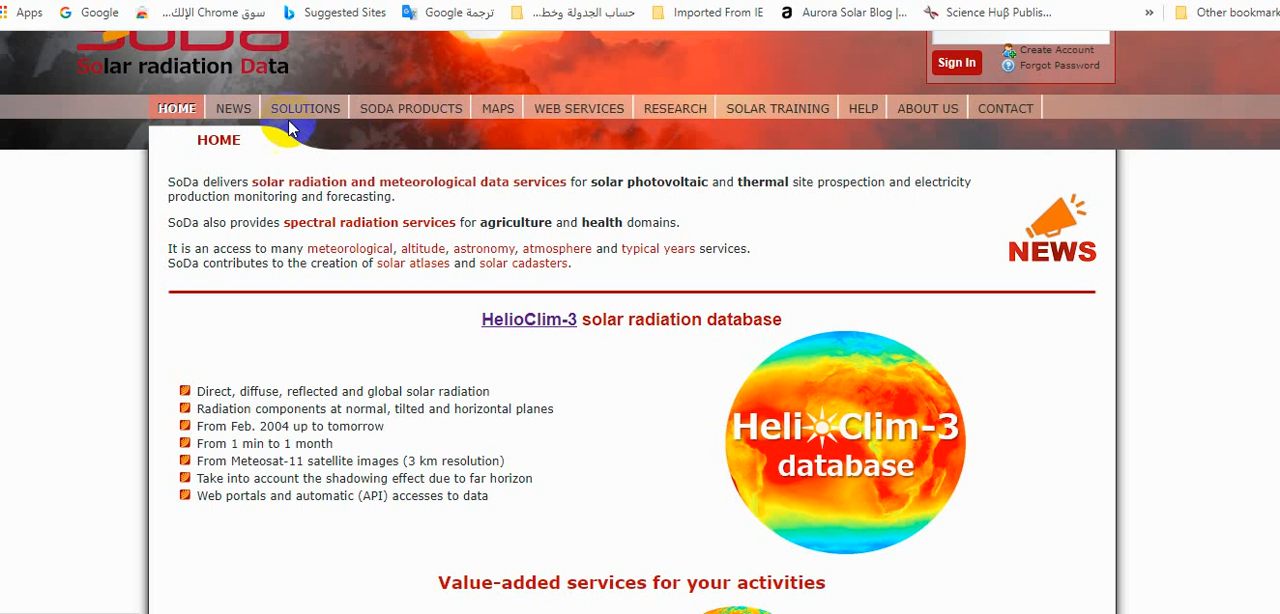 Apps Google سوق Chrome الإلك... Suggested Sites ترجمة Google حساب الجدولة وخط... Imported From IE Aurora Solar Blog |... Science Huβ Publis... » Other bookmark
SoDa
Solar radiation Data
Create Account
Sign In Forgot Password
HOME NEWS SOLUTIONS SODA PRODUCTS MAPS WEB SERVICES RESEARCH SOLAR TRAINING HELP ABOUT US CONTACT
HOME
SoDa delivers solar radiation and meteorological data services for solar photovoltaic and thermal site prospection and electricity
production monitoring and forecasting.
SoDa also provides spectral radiation services for agriculture and health domains.
It is an access to many meteorological, altitude, astronomy, atmosphere and typical years services.
SoDa contributes to the creation of solar atlases and solar cadasters.
NEWS
HelioClim-3 solar radiation database
Direct, diffuse, reflected and global solar radiation
Radiation components at normal, tilted and horizontal planes
From Feb. 2004 up to tomorrow
From 1 min to 1 month
From Meteosat-11 satellite images (3 km resolution)
Take into account the shadowing effect due to far horizon
Web portals and automatic (API) accesses to data
HelioClim-3
database
Value-added services for your activities